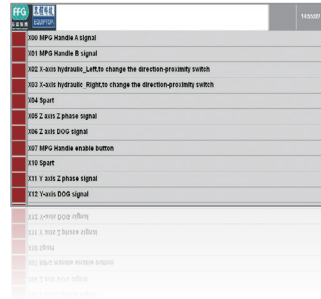 FFG
EQUIPTOP
X00 MPG Handle A signal
X01 MPG Handle B signal
X02 X-axis hydraulic_Left,to change the direction-proximity switch
X03 X-axis hydraulic_Right,to change the direction-proximity switch
X04 Spart
X05 Z axis Z phase signal
X06 Z axis DOG signal
X07 MPG Handle enable button
X10 Spart
X11 Y axis Z phase signal
X12 Y-axis DOG signal